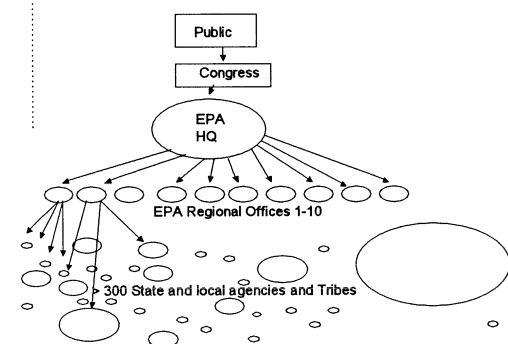 Public
Congress
EPA
HQ
EPA Regional Offices 1-10
> 300 State and local agencies and Tribes